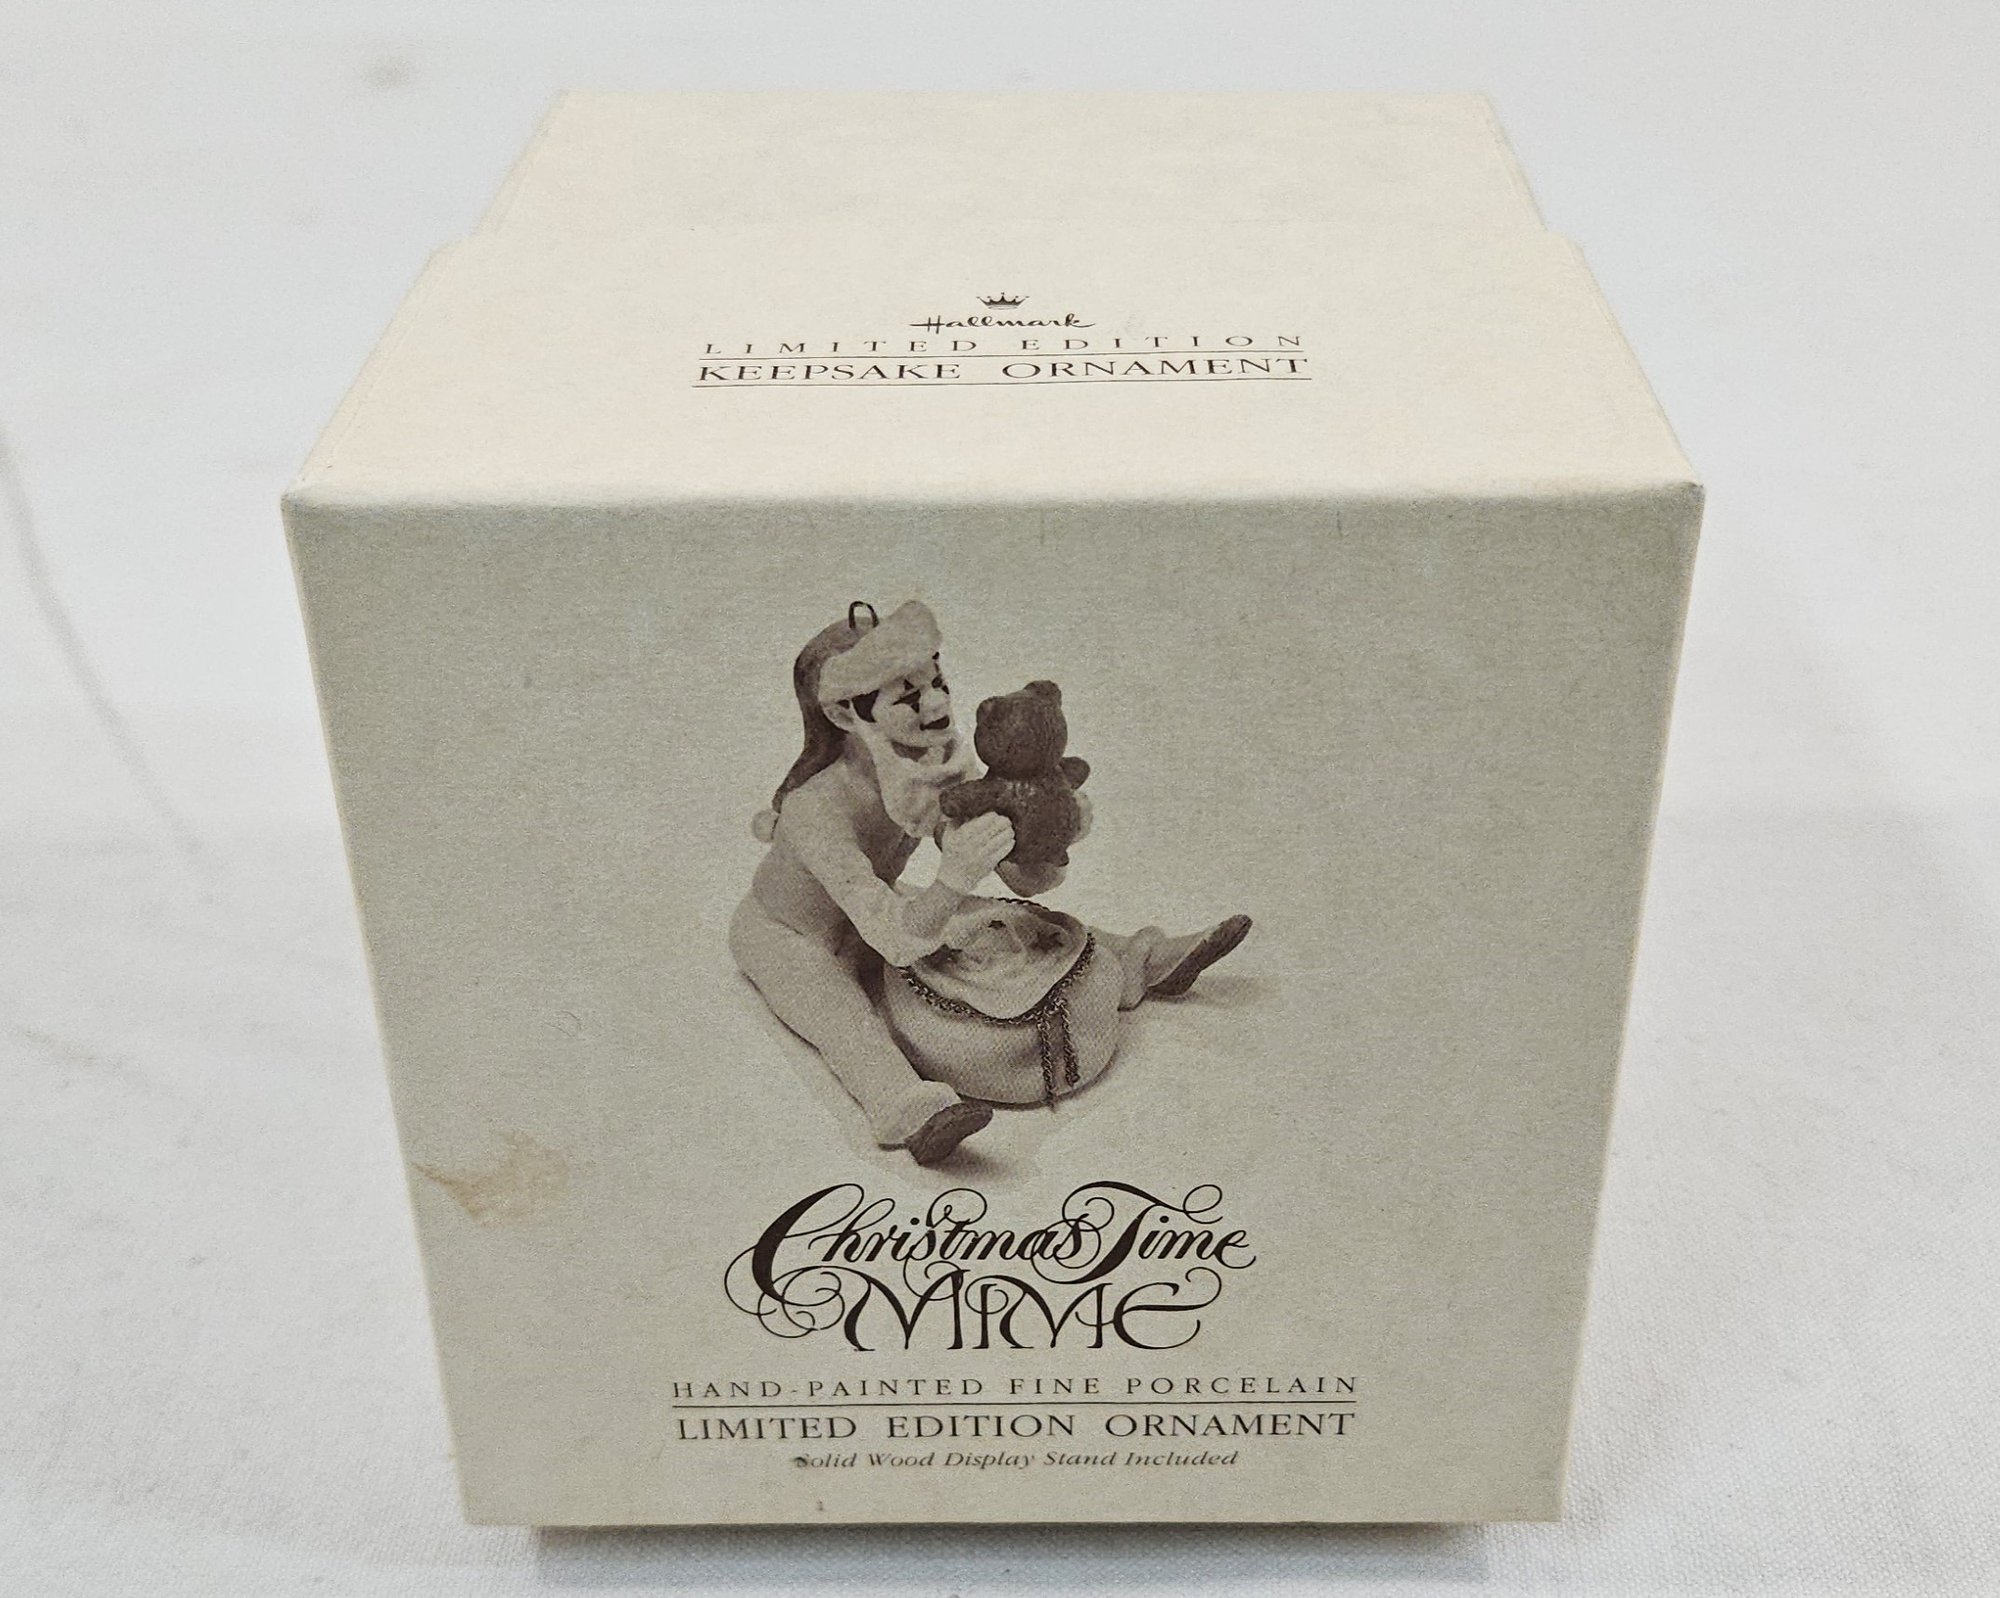 Hallmark
LIMITED EDITION
KEEPSAKE ORNAMENT
Christmas Time
MIME
HAND-PAINTED FINE PORCELAIN
LIMITED EDITION ORNAMENT
Solid Wood Display Stand Included